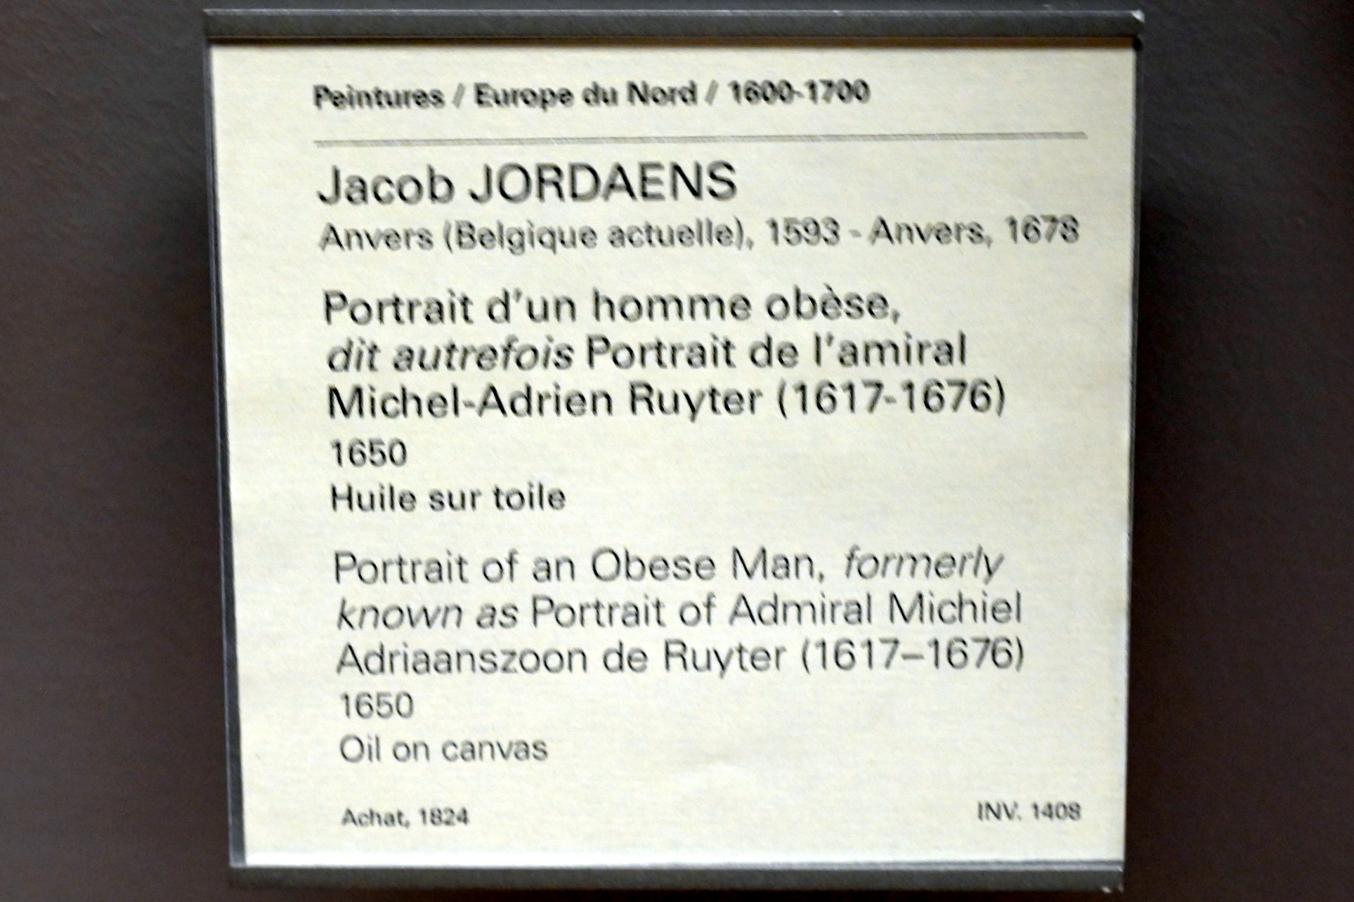 Peintures / Europe du Nord / 1600-1700
Jacob JORDAENS
Anvers (Belgique actuelle), 1593 - Anvers, 1678
Portrait d'un homme obèse,
dit autrefois Portrait de l'amiral
Michel-Adrien Ruyter (1617-1676)
1650
Huile sur toile
Portrait of an Obese Man, formerly
known as Portrait of Admiral Michiel
Adriaanszoon de Ruyter (1617–1676)
1650
Oil on canvas
Achat, 1824
INV. 1408